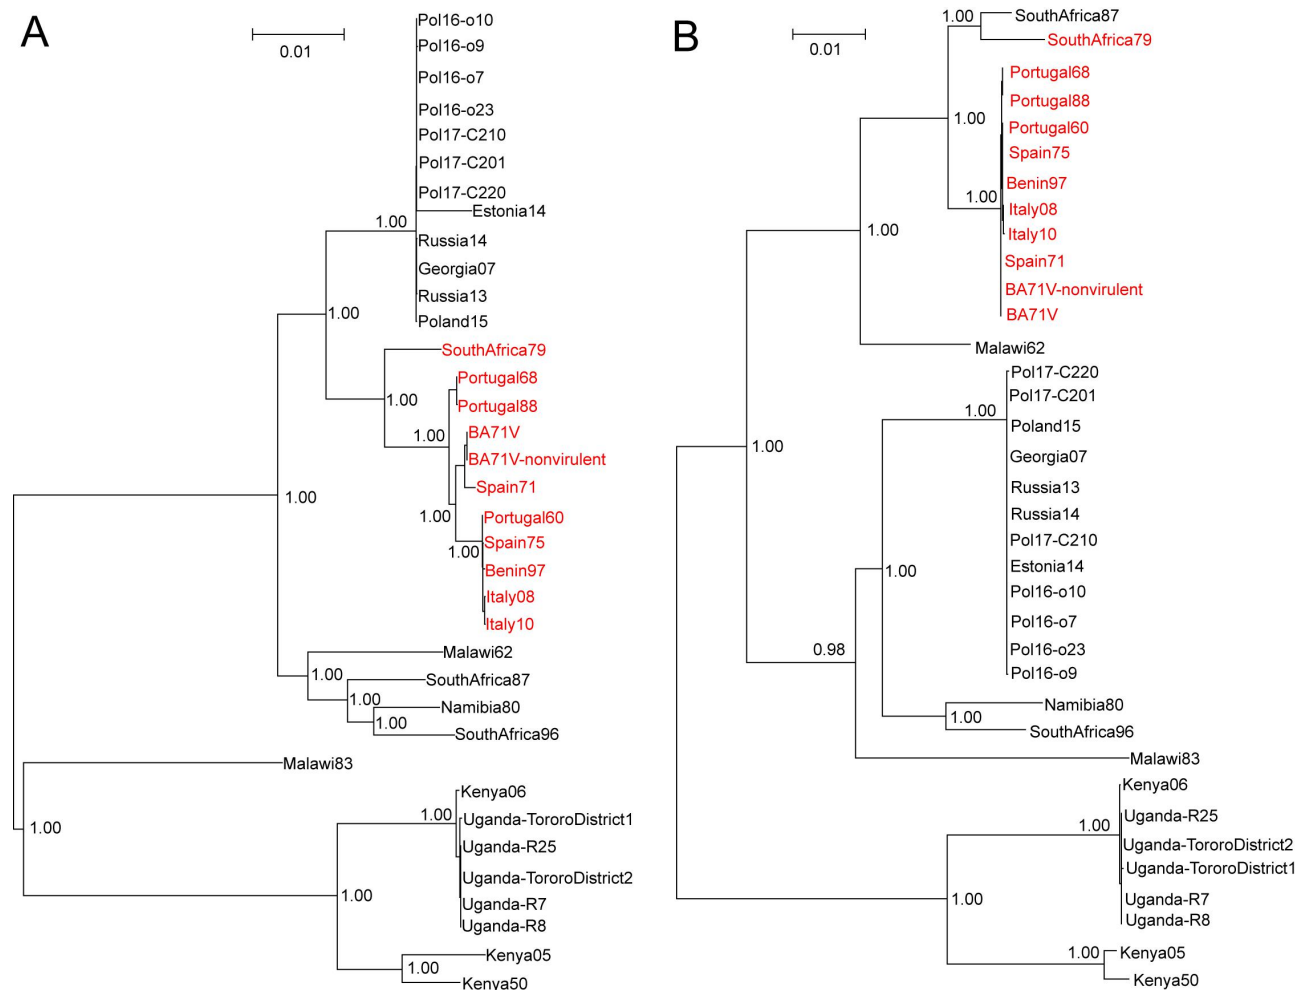 A
0.01
Pol16-o10
Pol16-o9
Pol16-o7
Pol16-o23
Pol17-C210
Pol17-C201
Pol17-C220
1.00
Estonia14
Russia14
Georgia07
Russia13
1.00
Poland15
SouthAfrica79
Portugal68
1.00
Portugal88
1.00
BA71V
BA71V-nonvirulent
Spain71
1.00
1.00
Portugal60
Spain75
1.00
Benin97
Italy08
Italy10
Malawi62
1.00
SouthAfrica87
1.00
Namibia80
1.00
SouthAfrica96
Malawi83
Kenya06
1.00
Uganda-TororoDistrict1
1.00
Uganda-R25
Uganda-TororoDistrict2
1.00
Uganda-R7
Uganda-R8
Kenya05
1.00
Kenya50
B
0.01
1.00
SouthAfrica87
SouthAfrica79
Portugal68
Portugal88
1.00
Portugal60
Spain75
Benin97
1.00
Italy08
1.00
Italy10
Spain71
BA71V-nonvirulent
BA71V
Malawi62
Pol17-C220
Pol17-C201
1.00
Poland15
1.00
Georgia07
Russia13
Russia14
Pol17-C210
Estonia14
1.00
Pol16-o10
Pol16-o7
0.98
Pol16-o23
Pol16-o9
Namibia80
1.00
SouthAfrica96
Malawi83
Kenya06
Uganda-R25
1.00
Uganda-TororoDistrict2
Uganda-TororoDistrict1
1.00
Uganda-R7
Uganda-R8
1.00
Kenya05
Kenya50